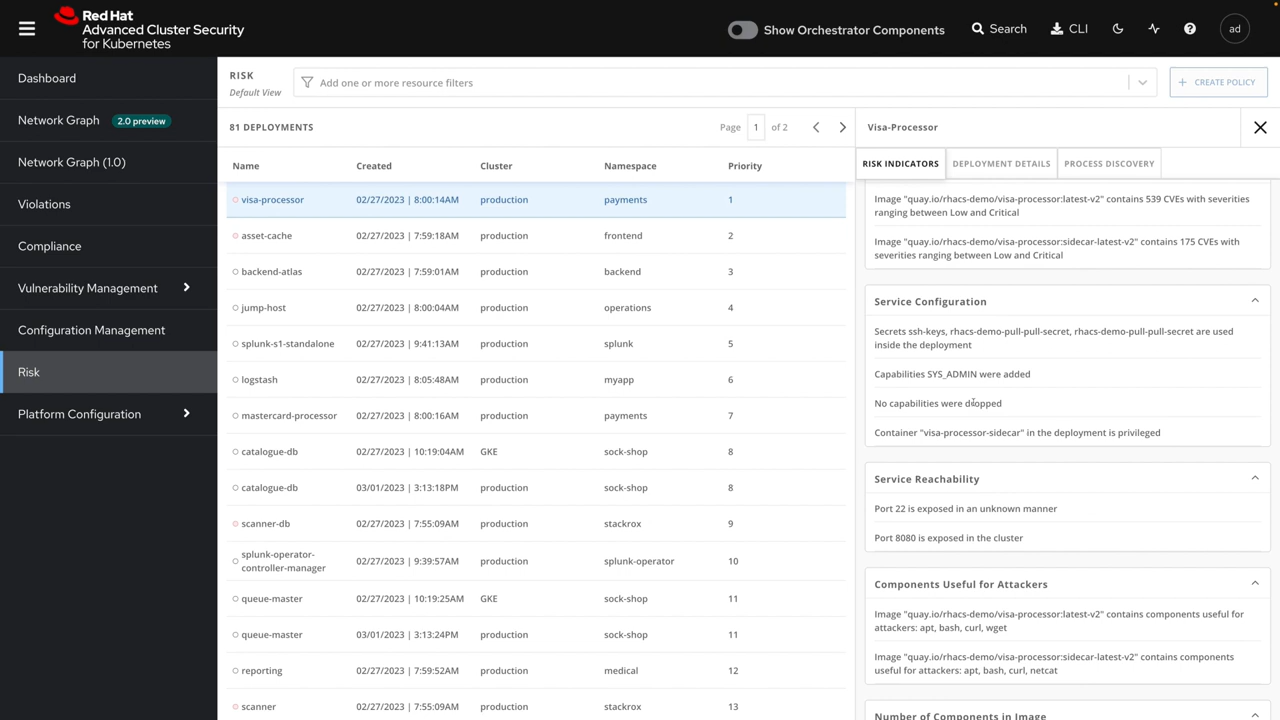 Red Hat
Advanced Cluster Security
for Kubernetes
Show Orchestrator Components
Search
CLI
ad
Dashboard
Network Graph 2.0 preview
Network Graph (1.0)
Violations
Compliance
Vulnerability Management
Configuration Management
Risk
Platform Configuration
RISK
Default View
Add one or more resource filters
+ CREATE POLICY
81 DEPLOYMENTS
Page 1 of 2
Name Created Cluster Namespace Priority
visa-processor 02/27/2023 | 8:00:14AM production payments 1
asset-cache 02/27/2023 | 7:59:18AM production frontend 2
backend-atlas 02/27/2023 | 7:59:01AM production backend 3
jump-host 02/27/2023 | 8:00:04AM production operations 4
splunk-s1-standalone 02/27/2023 | 9:41:13AM production splunk 5
logstash 02/27/2023 | 8:05:48AM production myapp 6
mastercard-processor 02/27/2023 | 8:00:16AM production payments 7
catalogue-db 02/27/2023 | 10:19:04AM GKE sock-shop 8
catalogue-db 03/01/2023 | 3:13:18PM production sock-shop 8
scanner-db 02/27/2023 | 7:55:09AM production stackrox 9
splunk-operator-
controller-manager 02/27/2023 | 9:39:57AM production splunk-operator 10
queue-master 02/27/2023 | 10:19:25AM GKE sock-shop 11
queue-master 03/01/2023 | 3:13:24PM production sock-shop 11
reporting 02/27/2023 | 7:59:52AM production medical 12
scanner 02/27/2023 | 7:55:09AM production stackrox 13
Visa-Processor
RISK INDICATORS DEPLOYMENT DETAILS PROCESS DISCOVERY
Image "quay.io/rhacs-demo/visa-processor:latest-v2" contains 539 CVEs with severities
ranging between Low and Critical
Image "quay.io/rhacs-demo/visa-processor:sidecar-latest-v2" contains 175 CVEs with
severities ranging between Low and Critical
Service Configuration
Secrets ssh-keys, rhacs-demo-pull-pull-secret, rhacs-demo-pull-pull-secret are used
inside the deployment
Capabilities SYS_ADMIN were added
No capabilities were dropped
Container "visa-processor-sidecar" in the deployment is privileged
Service Reachability
Port 22 is exposed in an unknown manner
Port 8080 is exposed in the cluster
Components Useful for Attackers
Image "quay.io/rhacs-demo/visa-processor:latest-v2" contains components useful for
attackers: apt, bash, curl, wget
Image "quay.io/rhacs-demo/visa-processor:sidecar-latest-v2" contains components
useful for attackers: apt, bash, curl, netcat
Number of Components in Image